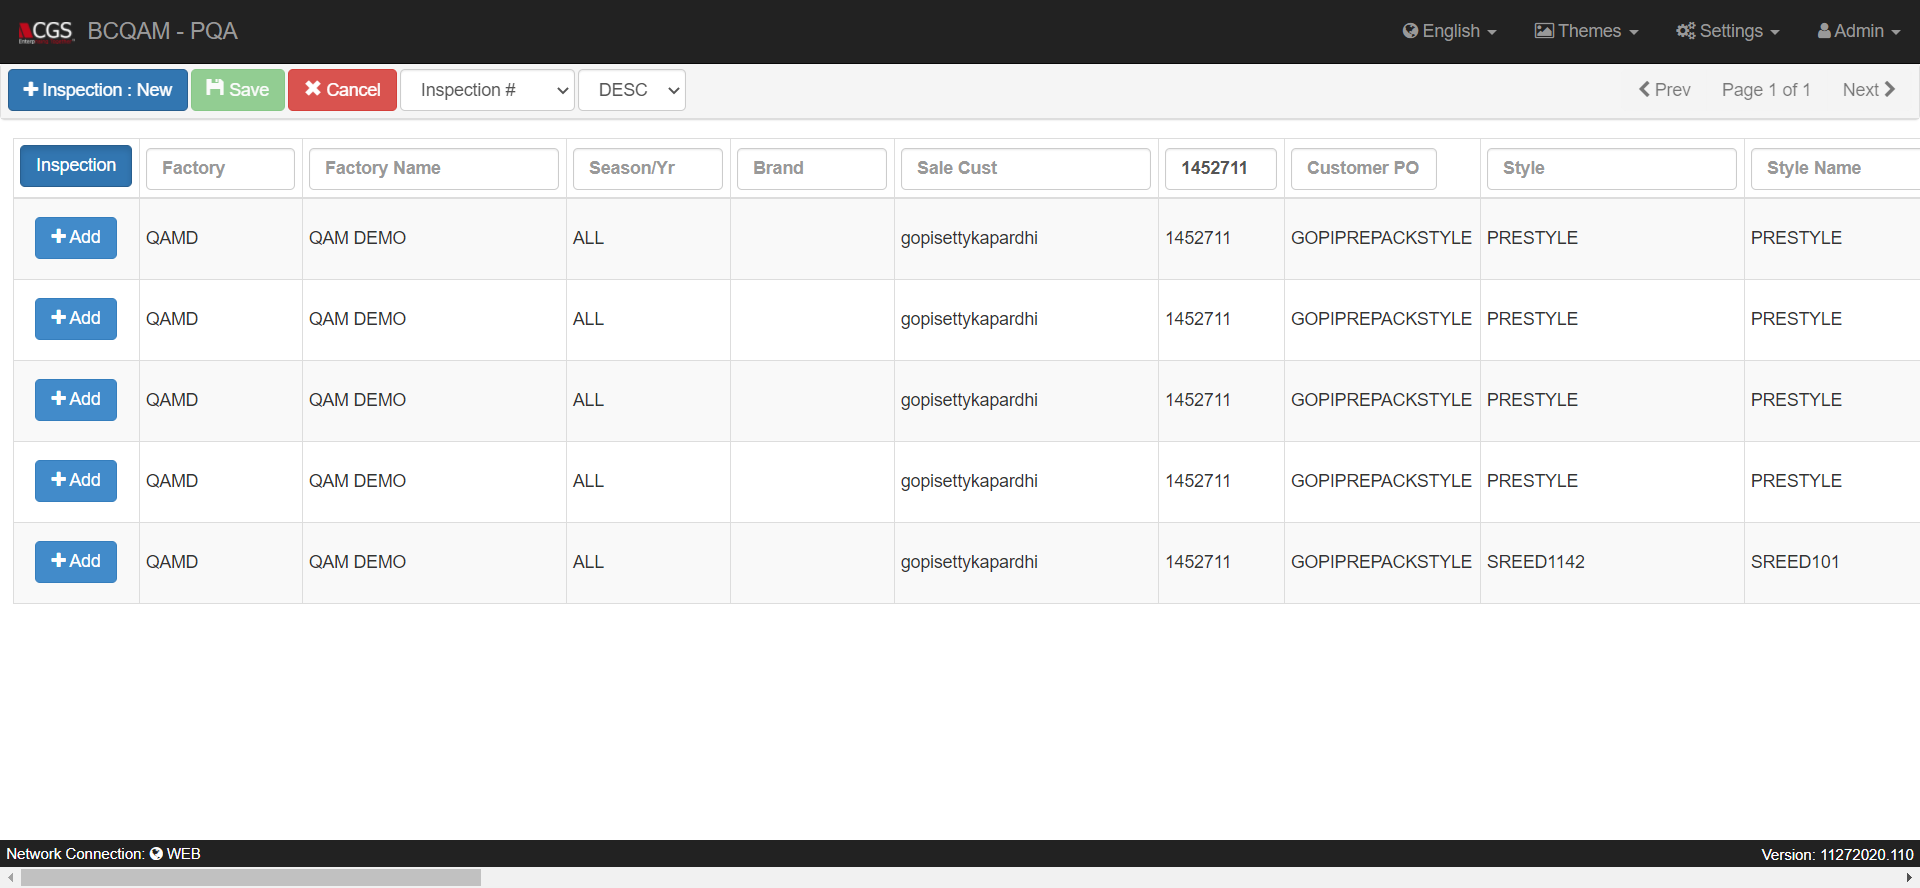 CGS BCQAM - PQA English Themes Settings Admin
Inspection : New Save Cancel Inspection # DESC Prev Page 1 of 1 Next
Inspection Factory Factory Name Season/Yr Brand Sale Cust 1452711 Customer PO Style Style Name
Add QAMD QAM DEMO ALL gopisettykapardhi 1452711 GOPIPREPACKSTYLE PRESTYLE PRESTYLE
Add QAMD QAM DEMO ALL gopisettykapardhi 1452711 GOPIPREPACKSTYLE PRESTYLE PRESTYLE
Add QAMD QAM DEMO ALL gopisettykapardhi 1452711 GOPIPREPACKSTYLE PRESTYLE PRESTYLE
Add QAMD QAM DEMO ALL gopisettykapardhi 1452711 GOPIPREPACKSTYLE PRESTYLE PRESTYLE
Add QAMD QAM DEMO ALL gopisettykapardhi 1452711 GOPIPREPACKSTYLE SREED1142 SREED101
Network Connection: WEB Version: 11272020.110